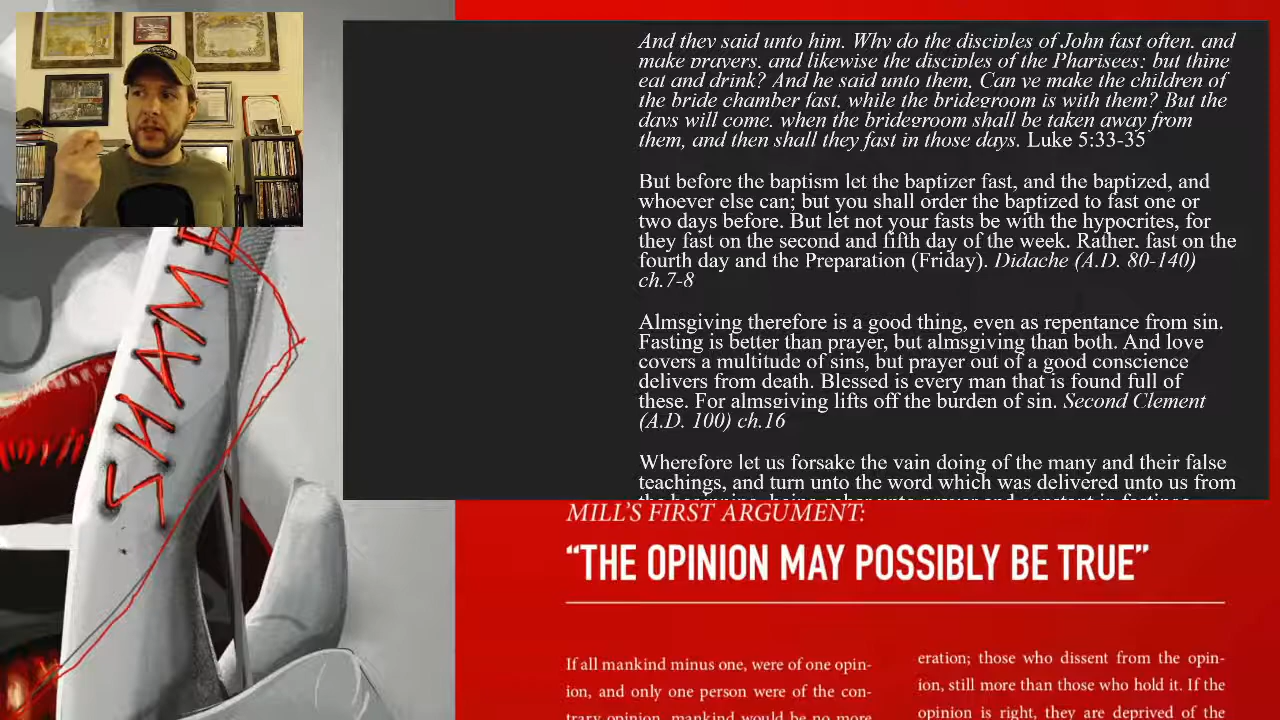 And they said unto him, Why do the disciples of John fast often, and
make prayers, and likewise the disciples of the Pharisees; but thine
eat and drink? And he said unto them, Can ye make the children of
the bride chamber fast, while the bridegroom is with them? But the
days will come, when the bridegroom shall be taken away from
them, and then shall they fast in those days. Luke 5:33-35
But before the baptism let the baptizer fast, and the baptized, and
whoever else can; but you shall order the baptized to fast one or
two days before. But let not your fasts be with the hypocrites, for
they fast on the second and fifth day of the week. Rather, fast on the
fourth day and the Preparation (Friday). Didache (A.D. 80-140)
ch.7-8
Almsgiving therefore is a good thing, even as repentance from sin.
Fasting is better than prayer, but almsgiving than both. And love
covers a multitude of sins, but prayer out of a good conscience
delivers from death. Blessed is every man that is found full of
these. For almsgiving lifts off the burden of sin. Second Clement
(A.D. 100) ch.16
Wherefore let us forsake the vain doing of the many and their false
teachings, and turn unto the word which was delivered unto us from
SHAME
MILL'S FIRST ARGUMENT:
“THE OPINION MAY POSSIBLY BE TRUE”
If all mankind minus one, were of one opin-
ion, and only one person were of the con-
trary opinion, mankind would be no more
eration; those who dissent from the opin-
ion, still more than those who hold it. If the
opinion is right, they are deprived of the